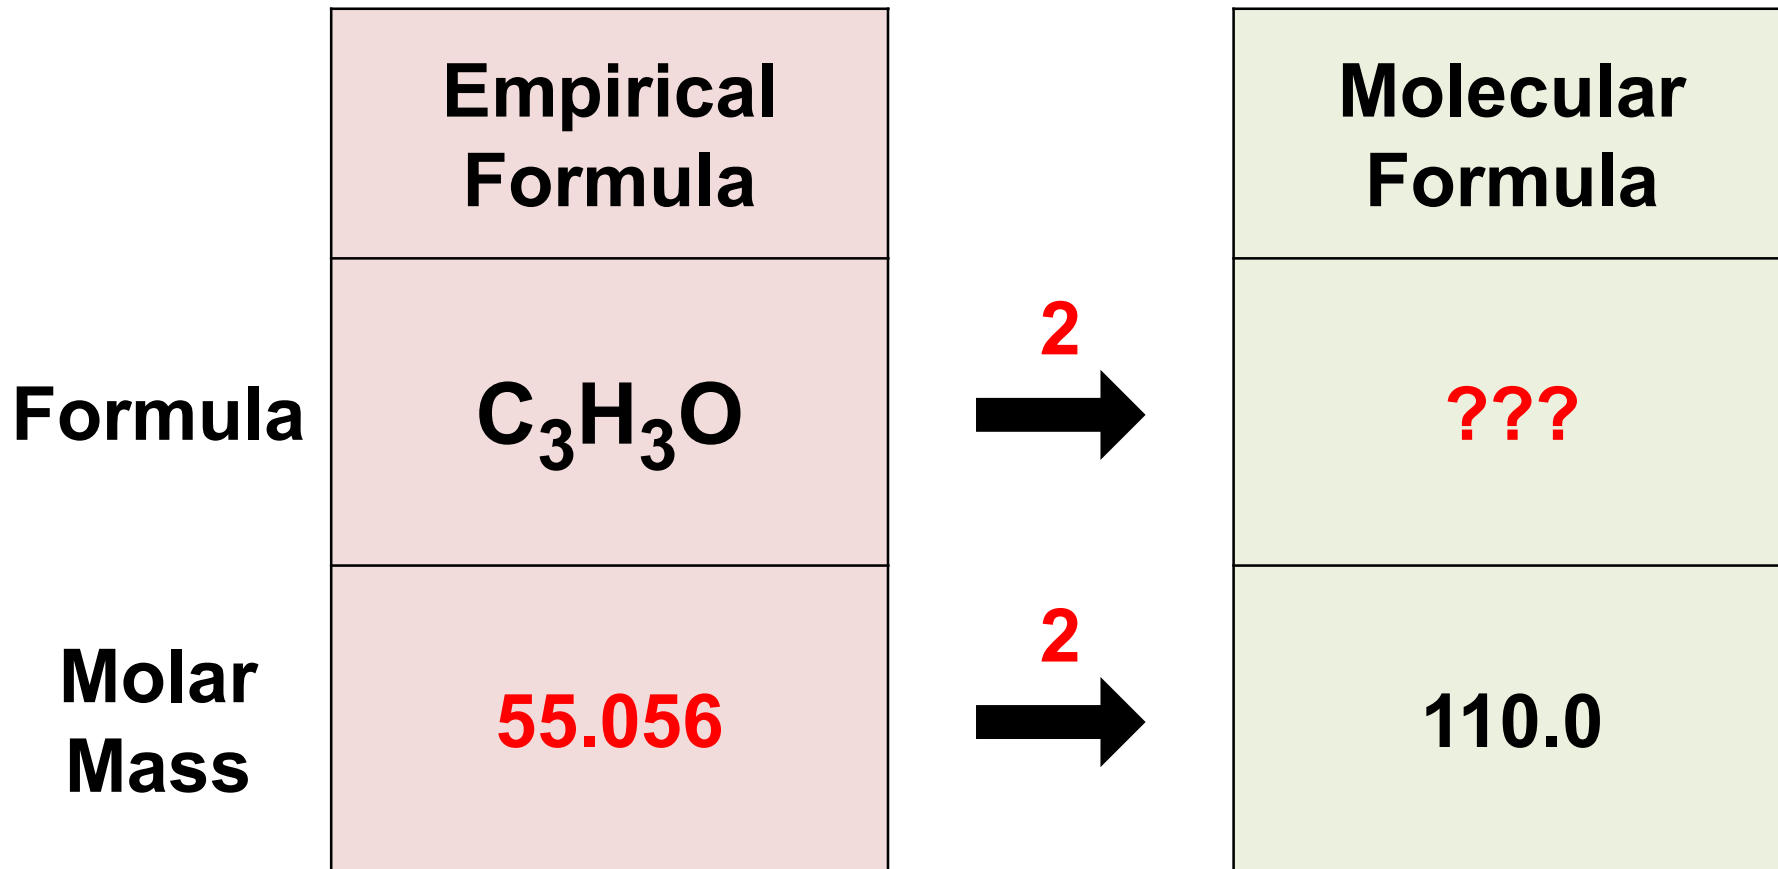 Empirical
Formula
Molecular
Formula
2
Formula
C₃H₃O
???
2
Molar
Mass
55.056
110.0